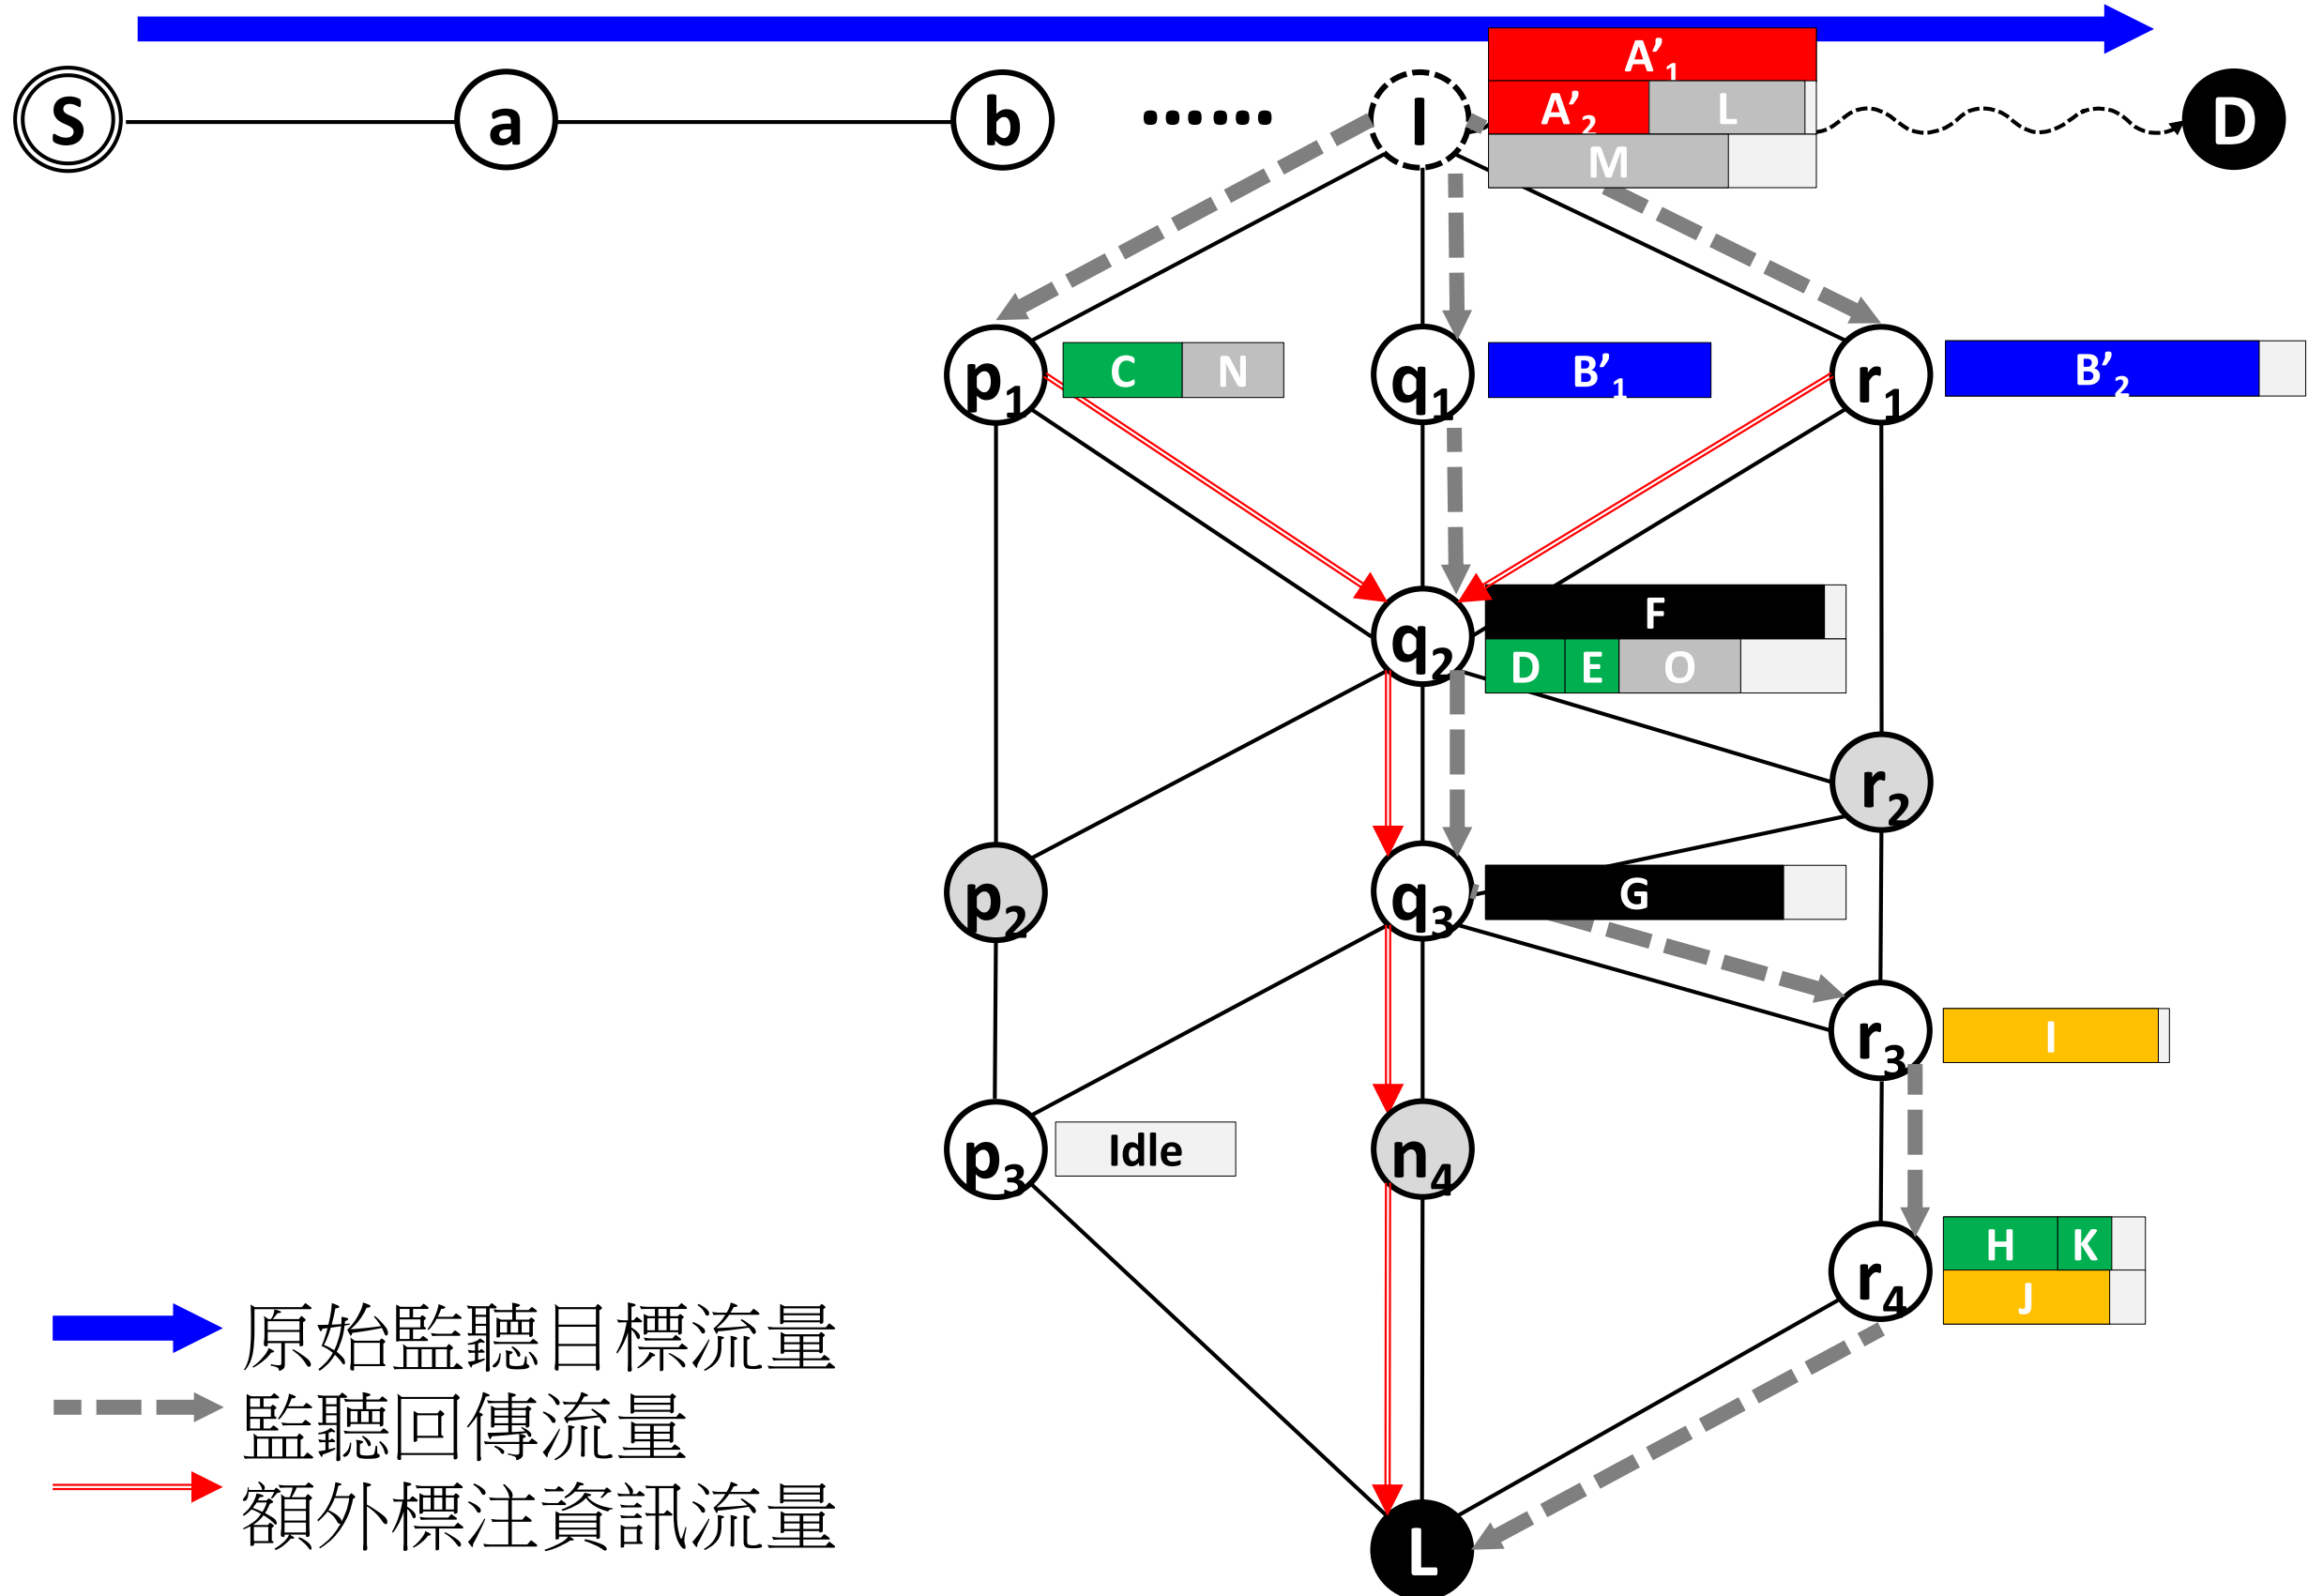 S
a
b
......
I
A'1
A'2 L
M
D
p1
C N
q1
B'1
r1
B'2
q2
F
D E O
r2
p2
q3
G
r3
I
p3
Idle
n4
r4
H K
J
L
原始監聽目標流量
監聽回傳流量
額外標注資訊流量